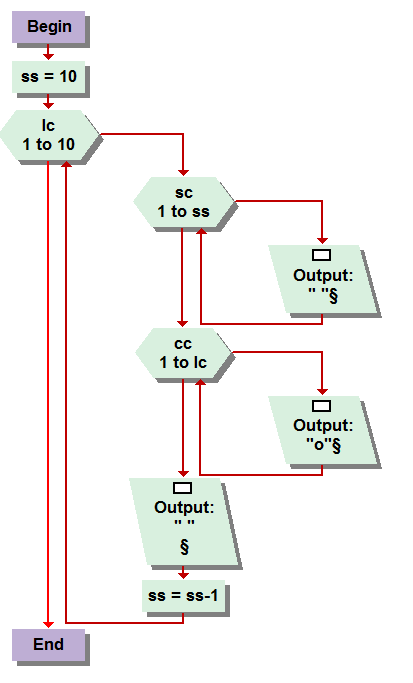 Begin
ss = 10
lc
1 to 10
sc
1 to ss
Output:
" "§
cc
1 to lc
Output:
"o"§
Output:
" "
§
ss = ss-1
End